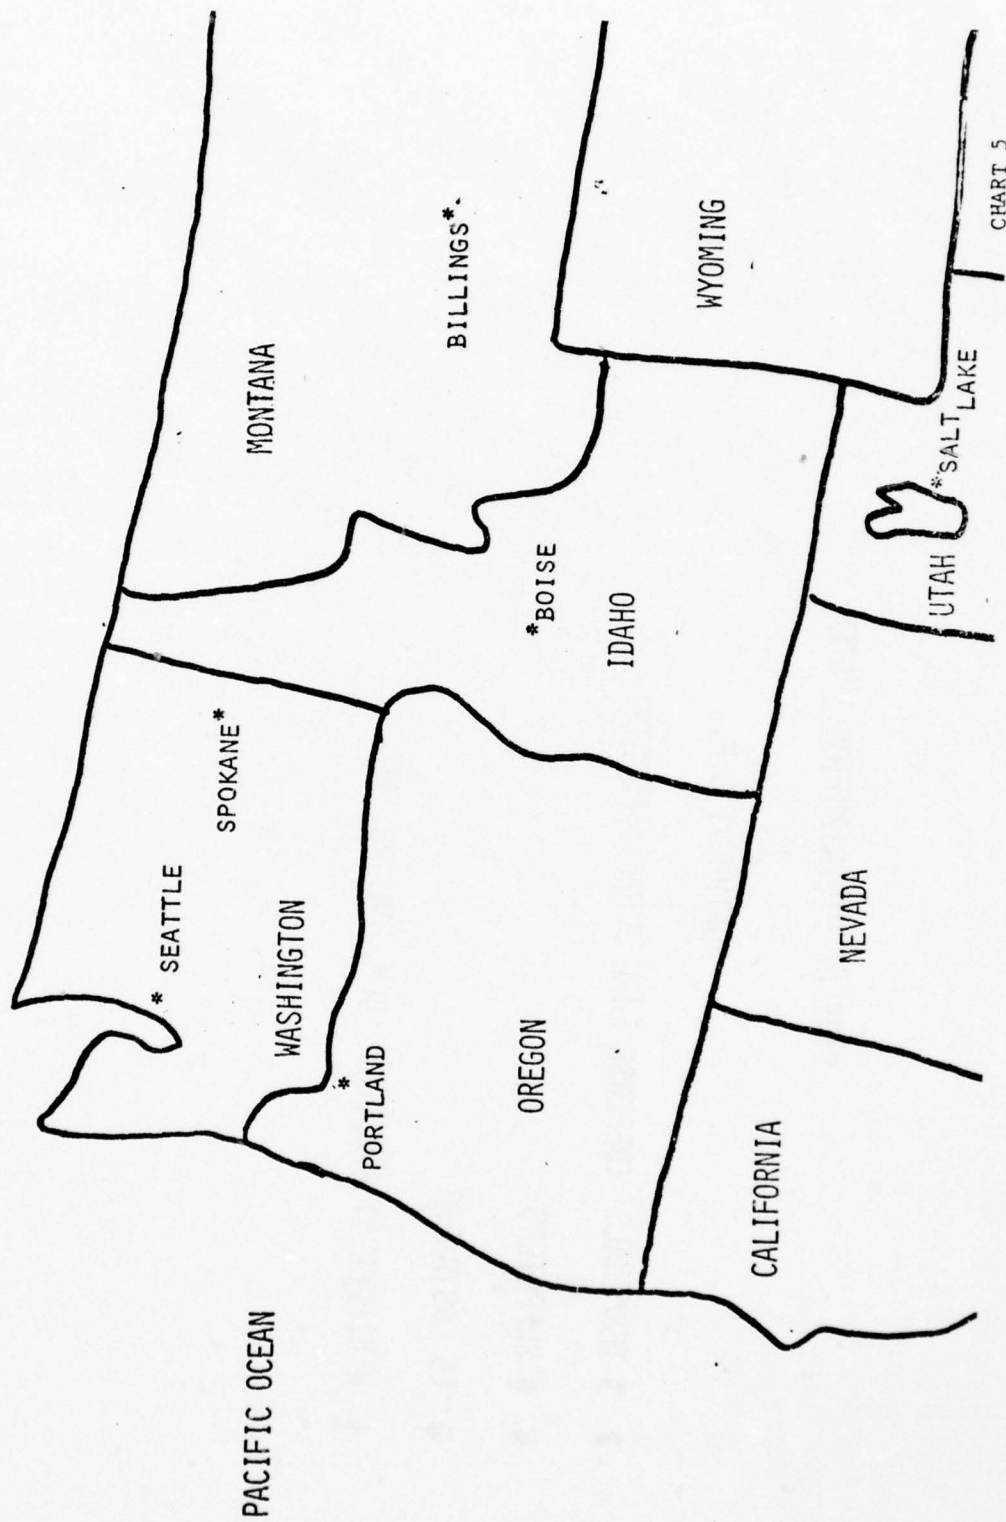 PACIFIC OCEAN
* SEATTLE
SPOKANE*
WASHINGTON
MONTANA
BILLINGS*
*
PORTLAND
OREGON
*BOISE
IDAHO
WYOMING
CALIFORNIA
NEVADA
UTAH
*SALT
LAKE
CHART 5